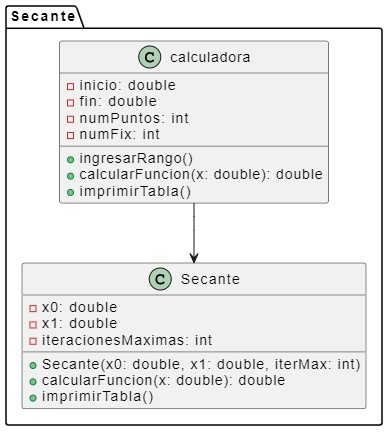 Secante
C calculadora
inicio: double
fin: double
numPuntos: int
numFix: int
ingresarRango()
calcularFuncion(x: double): double
imprimirTabla()
C Secante
x0: double
x1: double
iteracionesMaximas: int
Secante(x0: double, x1: double, iterMax: int)
calcularFuncion(x: double): double
imprimirTabla()